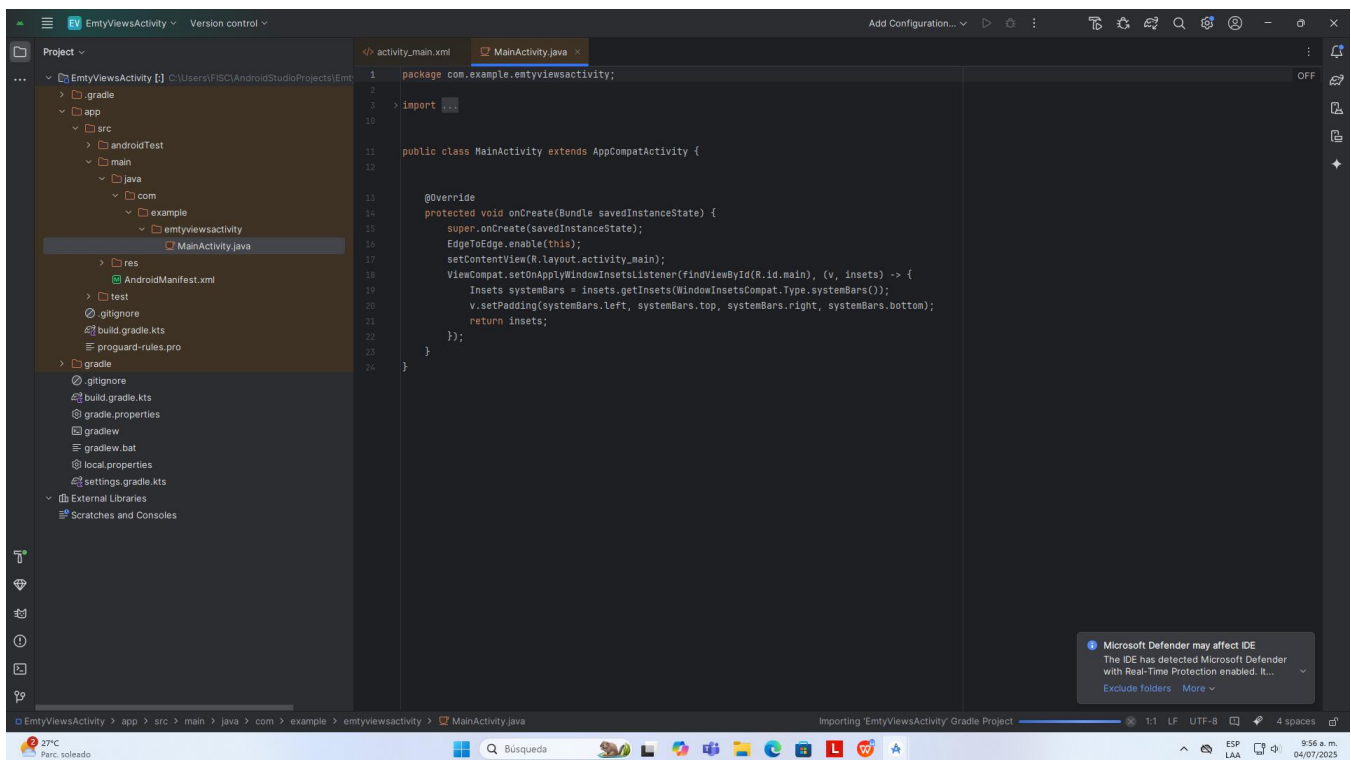 EV EmtyViewsActivity Version control Add Configuration...
Project
activity_main.xml MainActivity.java
EmtyViewsActivity [:] C:\Users\FISC\AndroidStudioProjects\Emt
.gradle
app
src
androidTest
main
java
com
example
emtyviewsactivity
MainActivity.java
res
AndroidManifest.xml
test
.gitignore
build.gradle.kts
proguard-rules.pro
gradle
.gitignore
build.gradle.kts
gradle.properties
gradlew
gradlew.bat
local.properties
settings.gradle.kts
External Libraries
Scratches and Consoles
1 package com.example.emtyviewsactivity; OFF
2
3 > import ...
10
11 public class MainActivity extends AppCompatActivity {
12
13 @Override
14 protected void onCreate(Bundle savedInstanceState) {
15 super.onCreate(savedInstanceState);
16 EdgeToEdge.enable(this);
17 setContentView(R.layout.activity_main);
18 ViewCompat.setOnApplyWindowInsetsListener(findViewById(R.id.main), (v, insets) -> {
19 Insets systemBars = insets.getInsets(WindowInsetsCompat.Type.systemBars());
20 v.setPadding(systemBars.left, systemBars.top, systemBars.right, systemBars.bottom);
21 return insets;
22 });
23 }
24 }
Microsoft Defender may affect IDE
The IDE has detected Microsoft Defender
with Real-Time Protection enabled. It...
Exclude folders More
EmtyViewsActivity > app > src > main > java > com > example > emtyviewsactivity > MainActivity.java Importing 'EmtyViewsActivity' Gradle Project 1:1 LF UTF-8 4 spaces
2 27°C
Parc. soleado
Búsqueda
L W
ESP
LAA
9:56 a. m.
04/07/2025